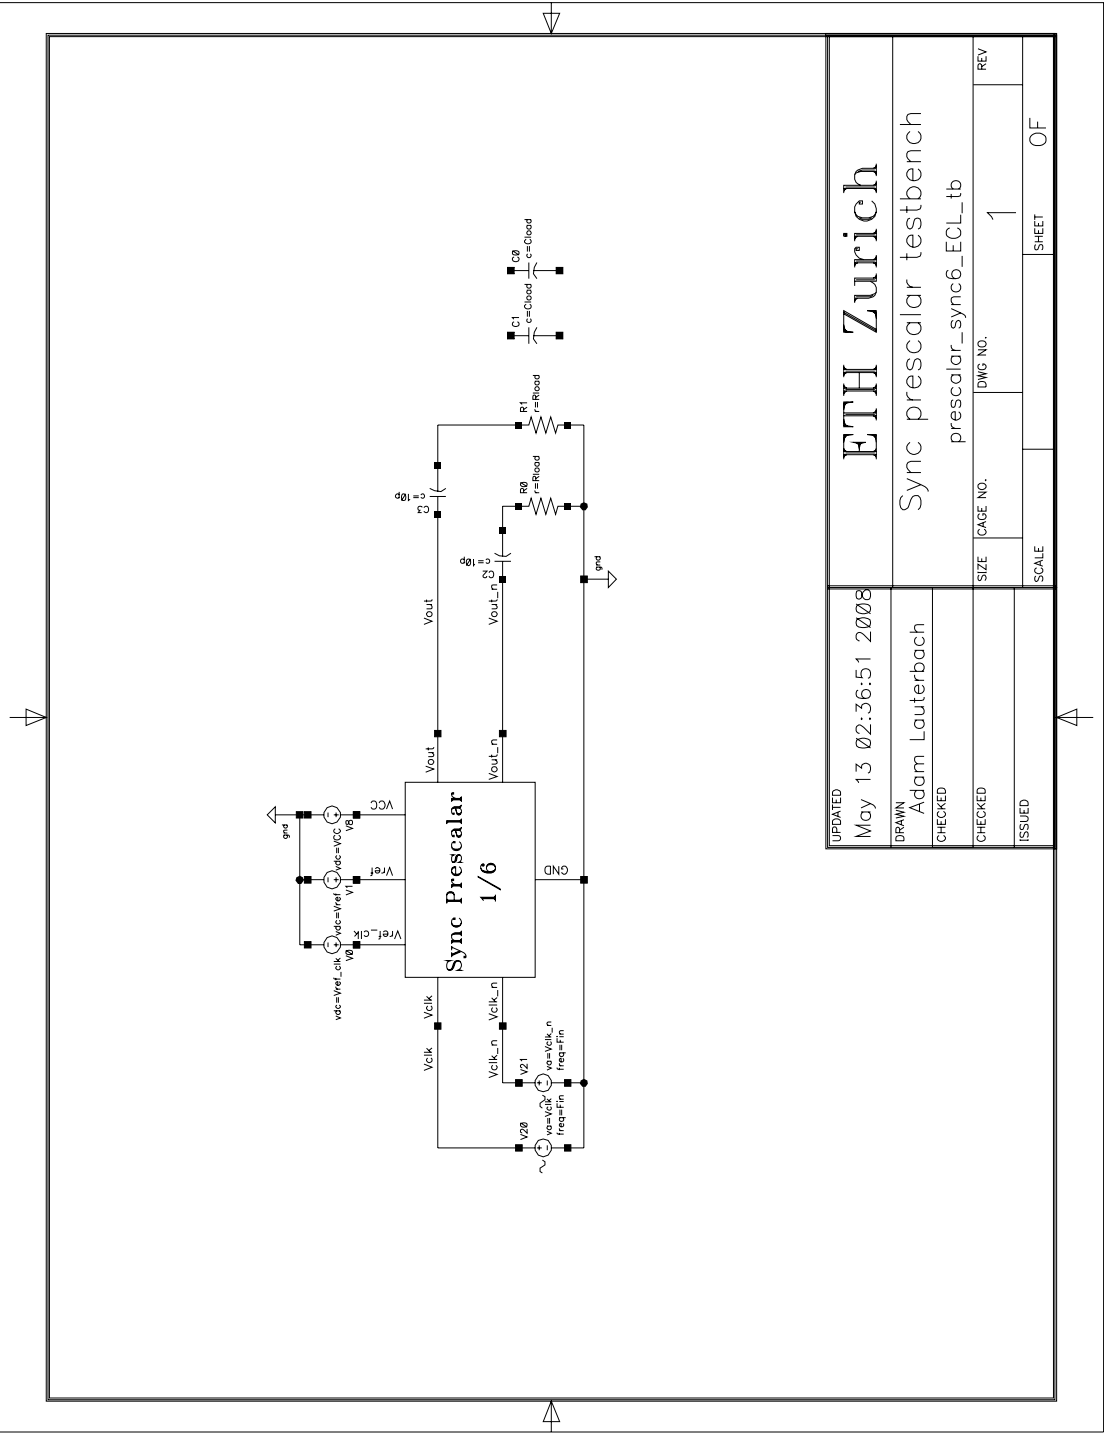 gnd
vdc=Vref_clk
V0
vdc=Vref
V1
vdc=VCC
V8
Vref_clk
Vref
VCC
Sync Prescalar
1/6
GND
Vclk
Vclk
Vclk_n
Vclk_n
V20
va=Vclk
freq=Fin
V21
va=Vclk_n
freq=Fin
Vout
Vout
Vout_n
Vout_n
C3
c=10p
C2
c=10p
R0
r=Rload
R1
r=Rload
gnd
C1
c=Cload
C0
c=Cload
UPDATED
May 13 02:36:51 2008
DRAWN
Adam Lauterbach
CHECKED
CHECKED
ISSUED
ETH Zurich
Sync prescalar testbench
prescalar_sync6_ECL_tb
SIZE
CAGE NO.
DWG NO.
1
REV
SCALE
SHEET
OF